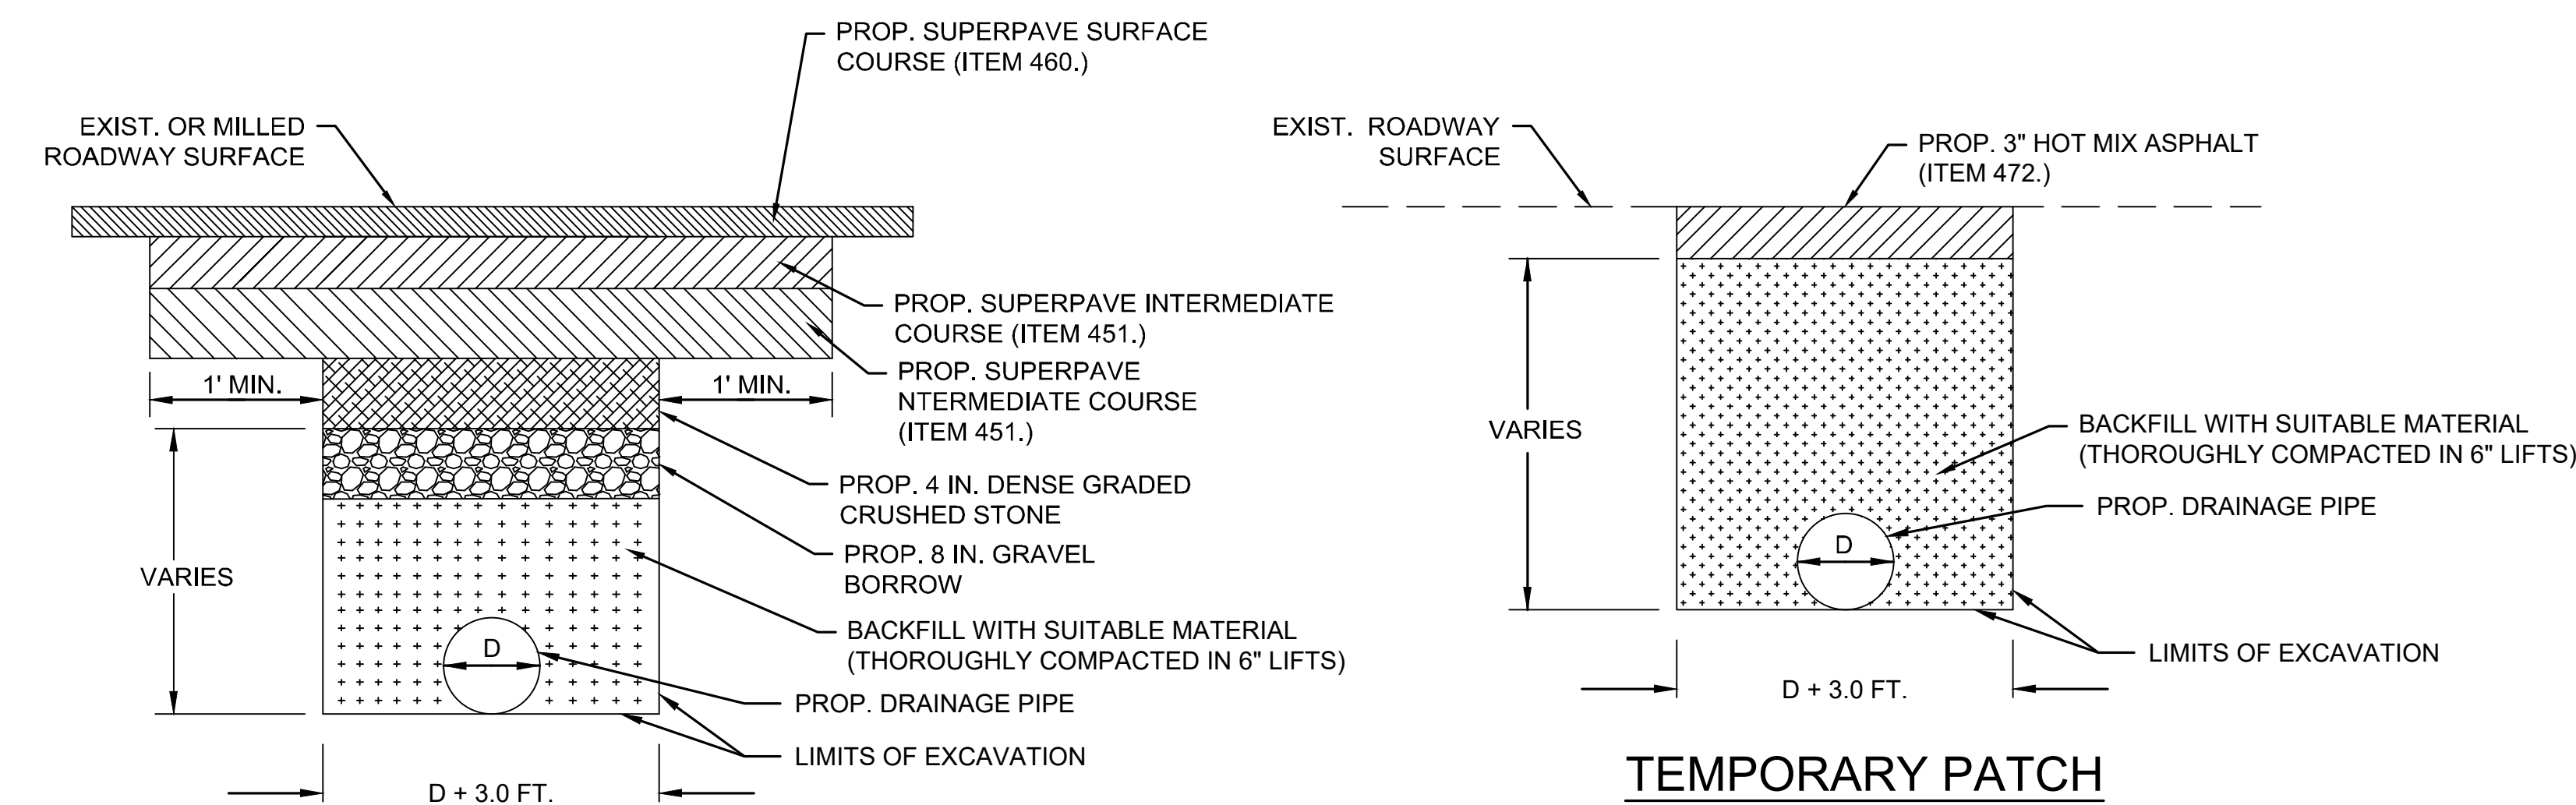 PROP. SUPERPAVE SURFACE
COURSE (ITEM 460.)
EXIST. OR MILLED
ROADWAY SURFACE
PROP. SUPERPAVE INTERMEDIATE
COURSE (ITEM 451.)
PROP. SUPERPAVE
NTERMEDIATE COURSE
(ITEM 451.)
1' MIN.
1' MIN.
PROP. 4 IN. DENSE GRADED
CRUSHED STONE
PROP. 8 IN. GRAVEL
BORROW
VARIES
BACKFILL WITH SUITABLE MATERIAL
(THOROUGHLY COMPACTED IN 6" LIFTS)
D
PROP. DRAINAGE PIPE
LIMITS OF EXCAVATION
D + 3.0 FT.
EXIST. ROADWAY
SURFACE
PROP. 3" HOT MIX ASPHALT
(ITEM 472.)
VARIES
BACKFILL WITH SUITABLE MATERIAL
(THOROUGHLY COMPACTED IN 6" LIFTS)
PROP. DRAINAGE PIPE
D
LIMITS OF EXCAVATION
D + 3.0 FT.
TEMPORARY PATCH